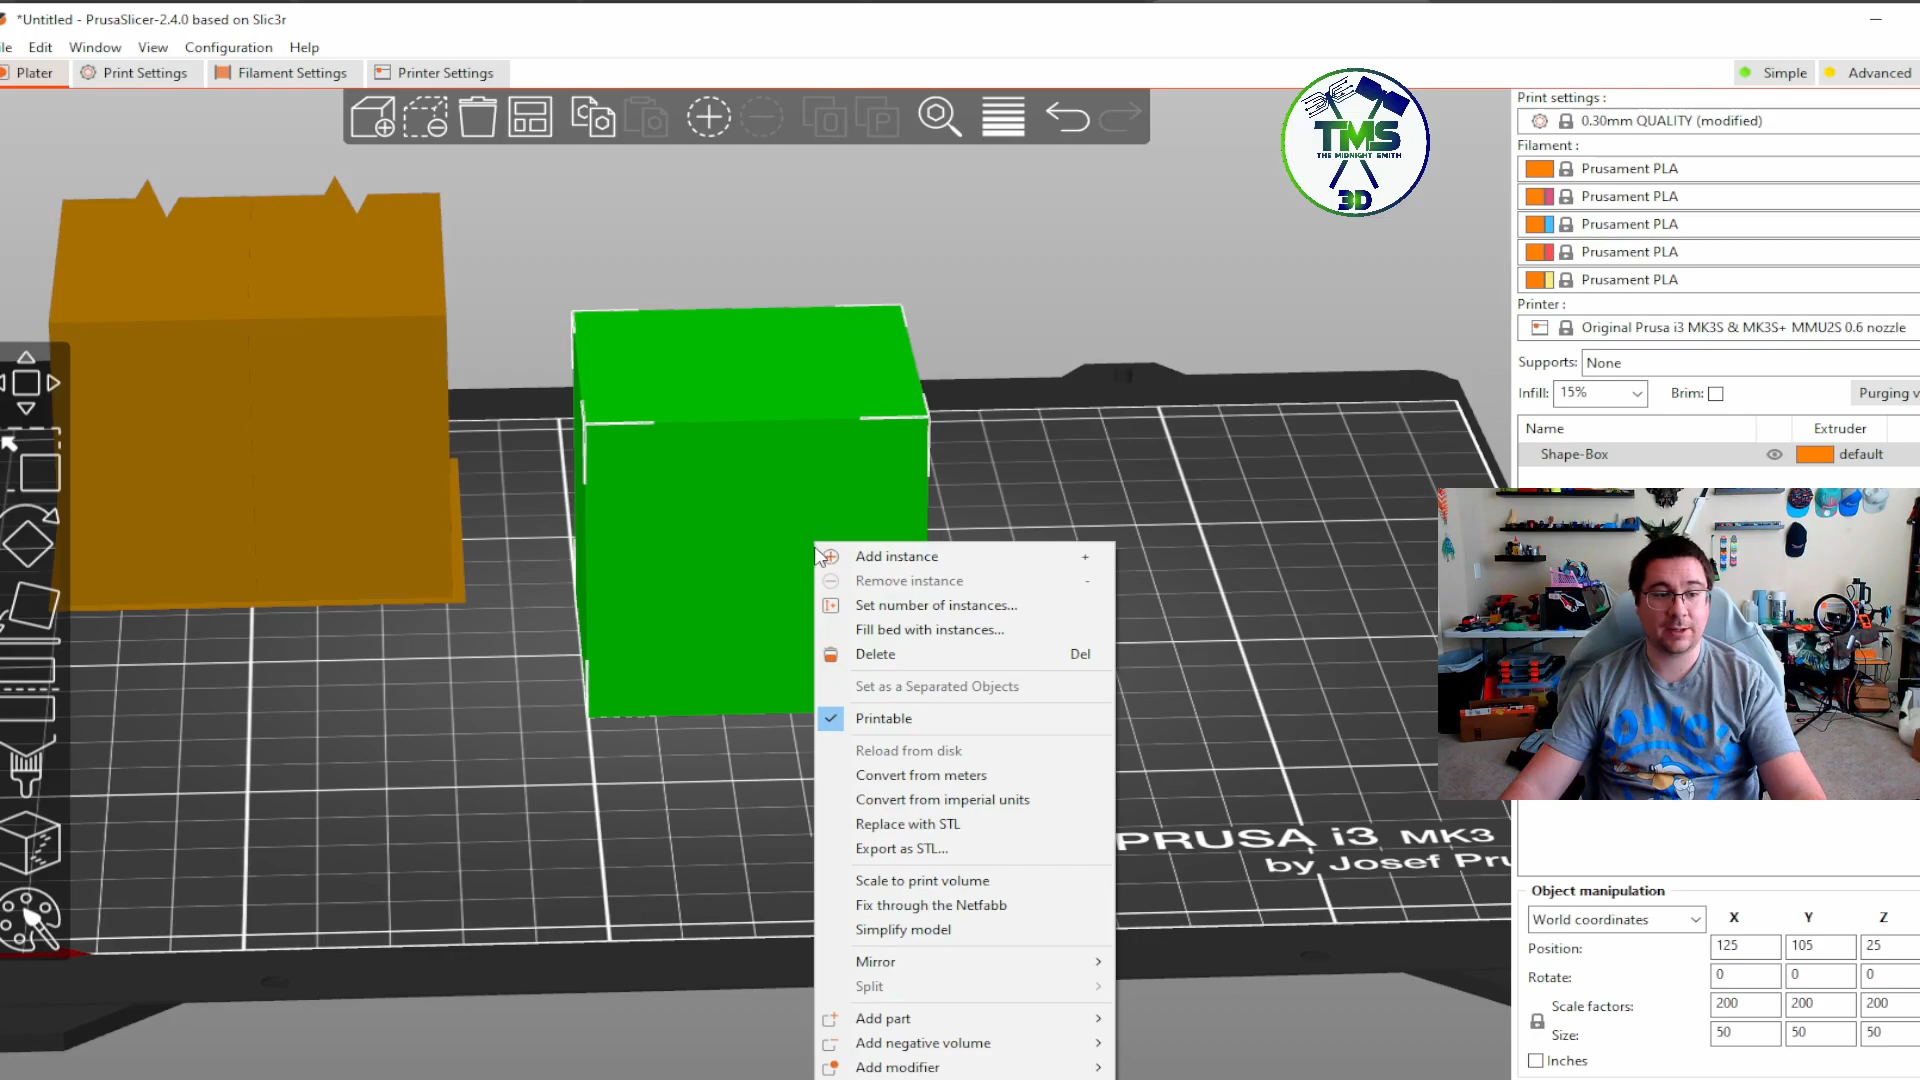 *Untitled - PrusaSlicer-2.4.0 based on Slic3r
Edit Window View Configuration Help
Plater Print Settings Filament Settings Printer Settings Simple Advanced
TMS
THE MIDNIGHT SMITH
3D
Print settings :
0.30mm QUALITY (modified)
Filament :
Prusament PLA
Prusament PLA
Prusament PLA
Prusament PLA
Prusament PLA
Printer :
Original Prusa i3 MK3S & MK3S+ MMU2S 0.6 nozzle
Supports: None
Infill: 15% Brim: Purging v
Name Extruder
Shape-Box default
Add instance +
Remove instance -
Set number of instances...
Fill bed with instances...
Delete Del
Set as a Separated Objects
Printable
Reload from disk
Convert from meters
Convert from imperial units
Replace with STL
Export as STL...
Scale to print volume
Fix through the Netfabb
Simplify model
Mirror
Split
Add part
Add negative volume
Add modifier
PRUSA i3 MK3
by Josef Pru
Object manipulation
World coordinates X Y Z
Position: 125 105 25
Rotate: 0 0 0
Scale factors: 200 200 200
Size: 50 50 50
Inches